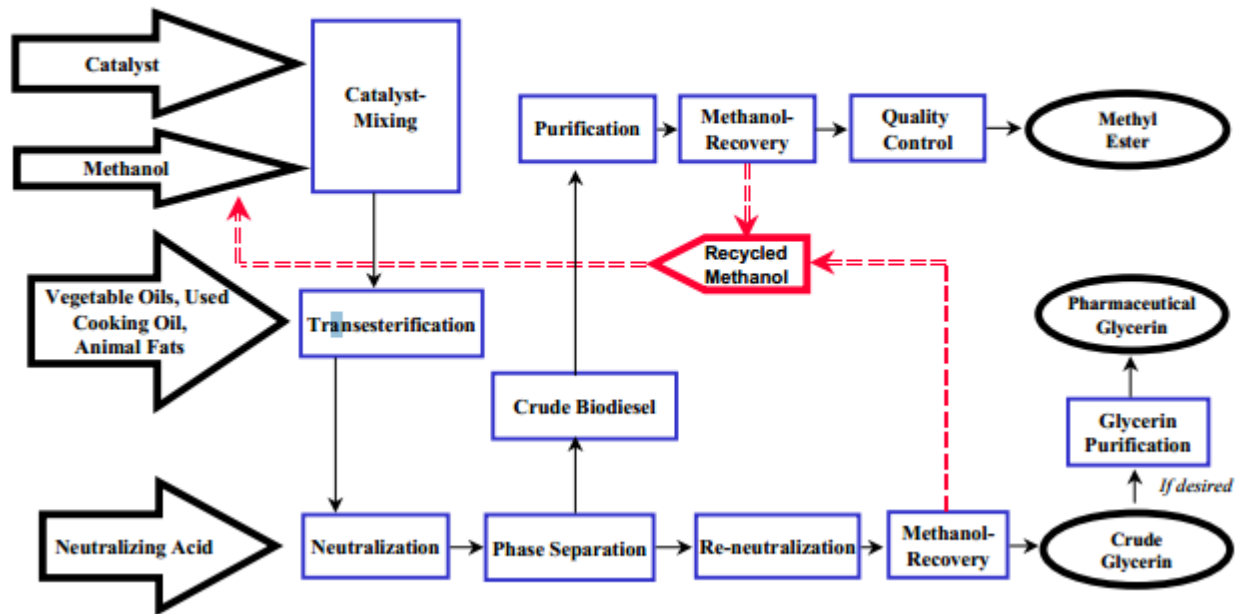 Catalyst
Catalyst-
Mixing
Methanol
Purification
Methanol-
Recovery
Quality
Control
Methyl
Ester
Recycled
Methanol
Vegetable Oils, Used
Cooking Oil,
Animal Fats
Transesterification
Pharmaceutical
Glycerin
Crude Biodiesel
Glycerin
Purification
If desired
Neutralizing Acid
Neutralization
Phase Separation
Re-neutralization
Methanol-
Recovery
Crude
Glycerin